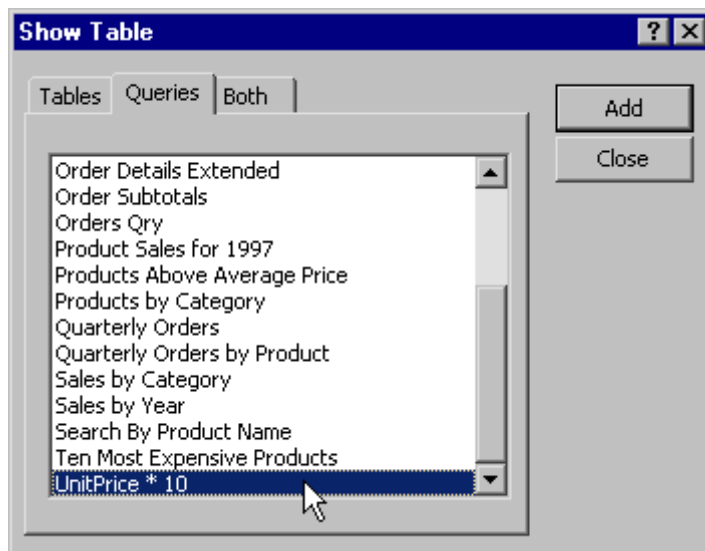 Show Table
Tables Queries Both
Add
Close
Order Details Extended
Order Subtotals
Orders Qry
Product Sales for 1997
Products Above Average Price
Products by Category
Quarterly Orders
Quarterly Orders by Product
Sales by Category
Sales by Year
Search By Product Name
Ten Most Expensive Products
UnitPrice * 10